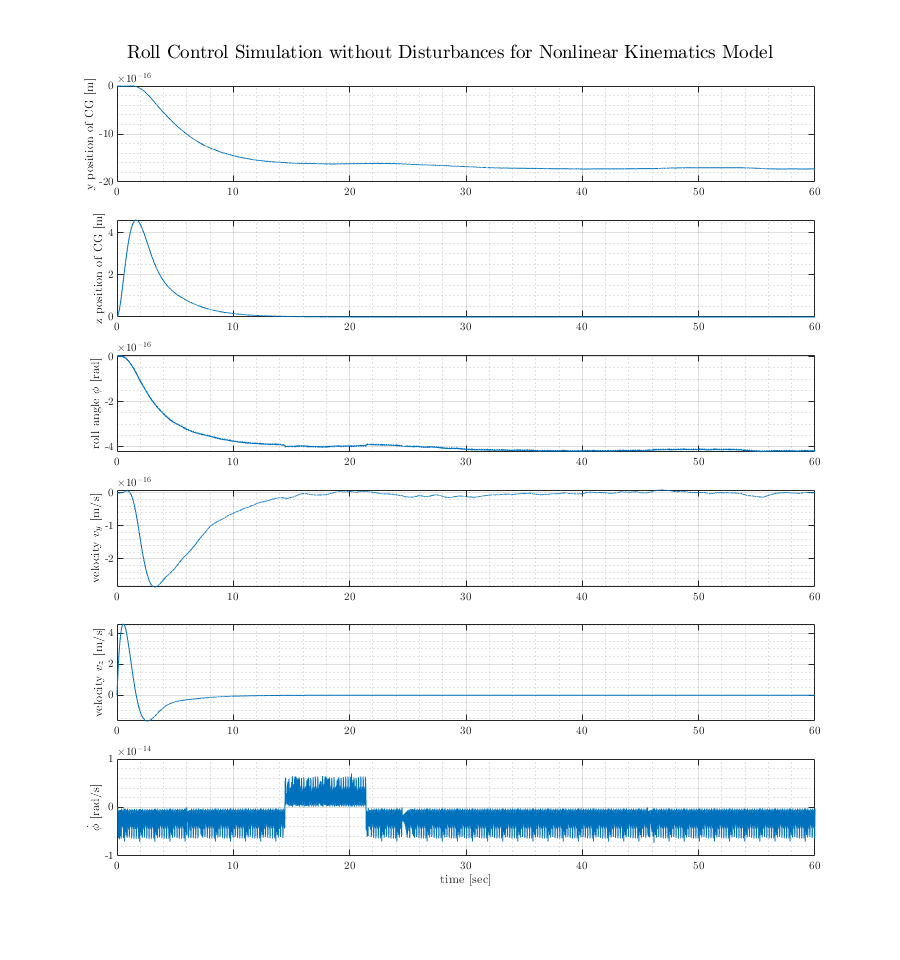 Roll Control Simulation without Disturbances for Nonlinear Kinematics Model
×10⁻¹⁶
y position of CG [m]
0
-10
-20
0 10 20 30 40 50 60
z position of CG [m]
4
2
0
0 10 20 30 40 50 60
×10⁻¹⁶
roll angle ϕ [rad]
0
-2
-4
0 10 20 30 40 50 60
×10⁻¹⁶
velocity v_y [m/s]
0
-1
-2
0 10 20 30 40 50 60
velocity v_z [m/s]
4
2
0
0 10 20 30 40 50 60
×10⁻¹⁴
ϕ̇ [rad/s]
1
0
-1
0 10 20 30 40 50 60
time [sec]